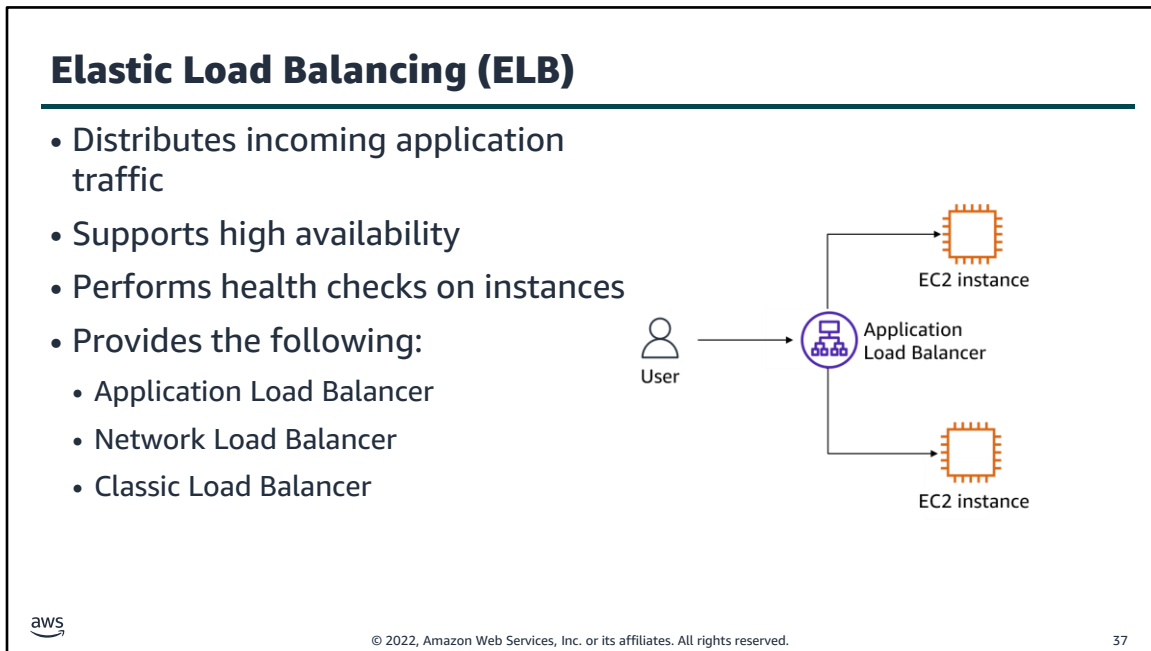 Elastic Load Balancing (ELB)
• Distributes incoming application
traffic
• Supports high availability
• Performs health checks on instances
• Provides the following:
• Application Load Balancer
• Network Load Balancer
• Classic Load Balancer
User
Application
Load Balancer
EC2 instance
EC2 instance
aws
© 2022, Amazon Web Services, Inc. or its affiliates. All rights reserved.
37